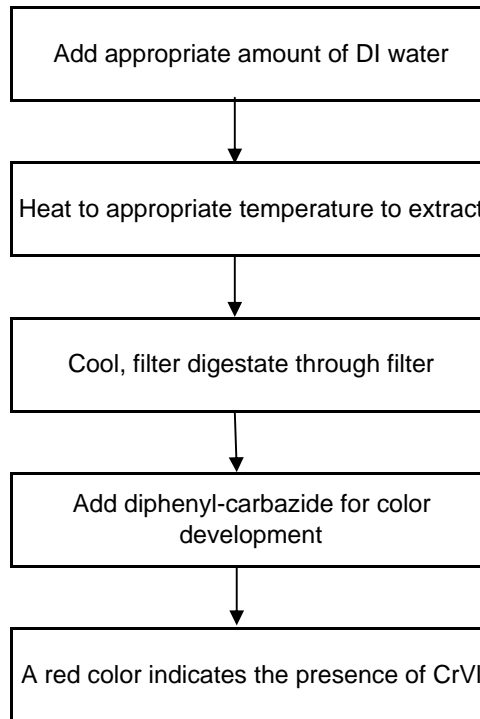 Add appropriate amount of DI water
Heat to appropriate temperature to extract
Cool, filter digestate through filter
Add diphenyl-carbazide for color
development
A red color indicates the presence of CrVI